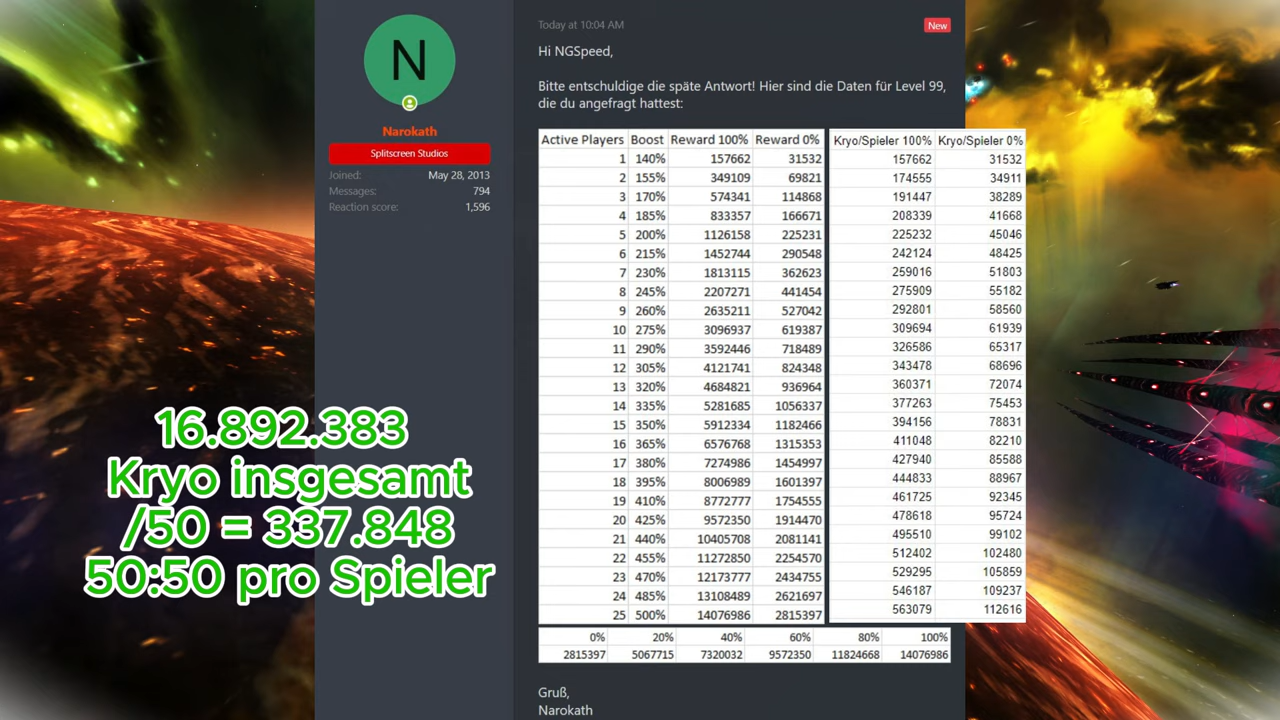 N
Narokath
Splitscreen Studios
Joined: May 28, 2013
Messages: 794
Reaction score: 1,596
Today at 10:04 AM
New
Hi NGSpeed,
Bitte entschuldige die späte Antwort! Hier sind die Daten für Level 99,
die du angefragt hattest:
Active Players Boost Reward 100% Reward 0% Kryo/Spieler 100% Kryo/Spieler 0%
1 140% 157662 31532 157662 31532
2 155% 349109 69821 174555 34911
3 170% 574341 114868 191447 38289
4 185% 833357 166671 208339 41668
5 200% 1126158 225231 225232 45046
6 215% 1452744 290548 242124 48425
7 230% 1813115 362623 259016 51803
8 245% 2207271 441454 275909 55182
9 260% 2635211 527042 292801 58560
10 275% 3096937 619387 309694 61939
11 290% 3592446 718489 326586 65317
12 305% 4121741 824348 343478 68696
13 320% 4684821 936964 360371 72074
14 335% 5281685 1056337 377263 75453
15 350% 5912334 1182466 394156 78831
16 365% 6576768 1315353 411048 82210
17 380% 7274986 1454997 427940 85588
18 395% 8006989 1601397 444833 88967
19 410% 8772777 1754555 461725 92345
20 425% 9572350 1914470 478618 95724
21 440% 10405708 2081141 495510 99102
22 455% 11272850 2254570 512402 102480
23 470% 12173777 2434755 529295 105859
24 485% 13108489 2621697 546187 109237
25 500% 14076986 2815397 563079 112616
0% 20% 40% 60% 80% 100%
2815397 5067715 7320032 9572350 11824668 14076986
Gruß,
Narokath
16.892.383
Kryo insgesamt
/50 = 337.848
50:50 pro Spieler